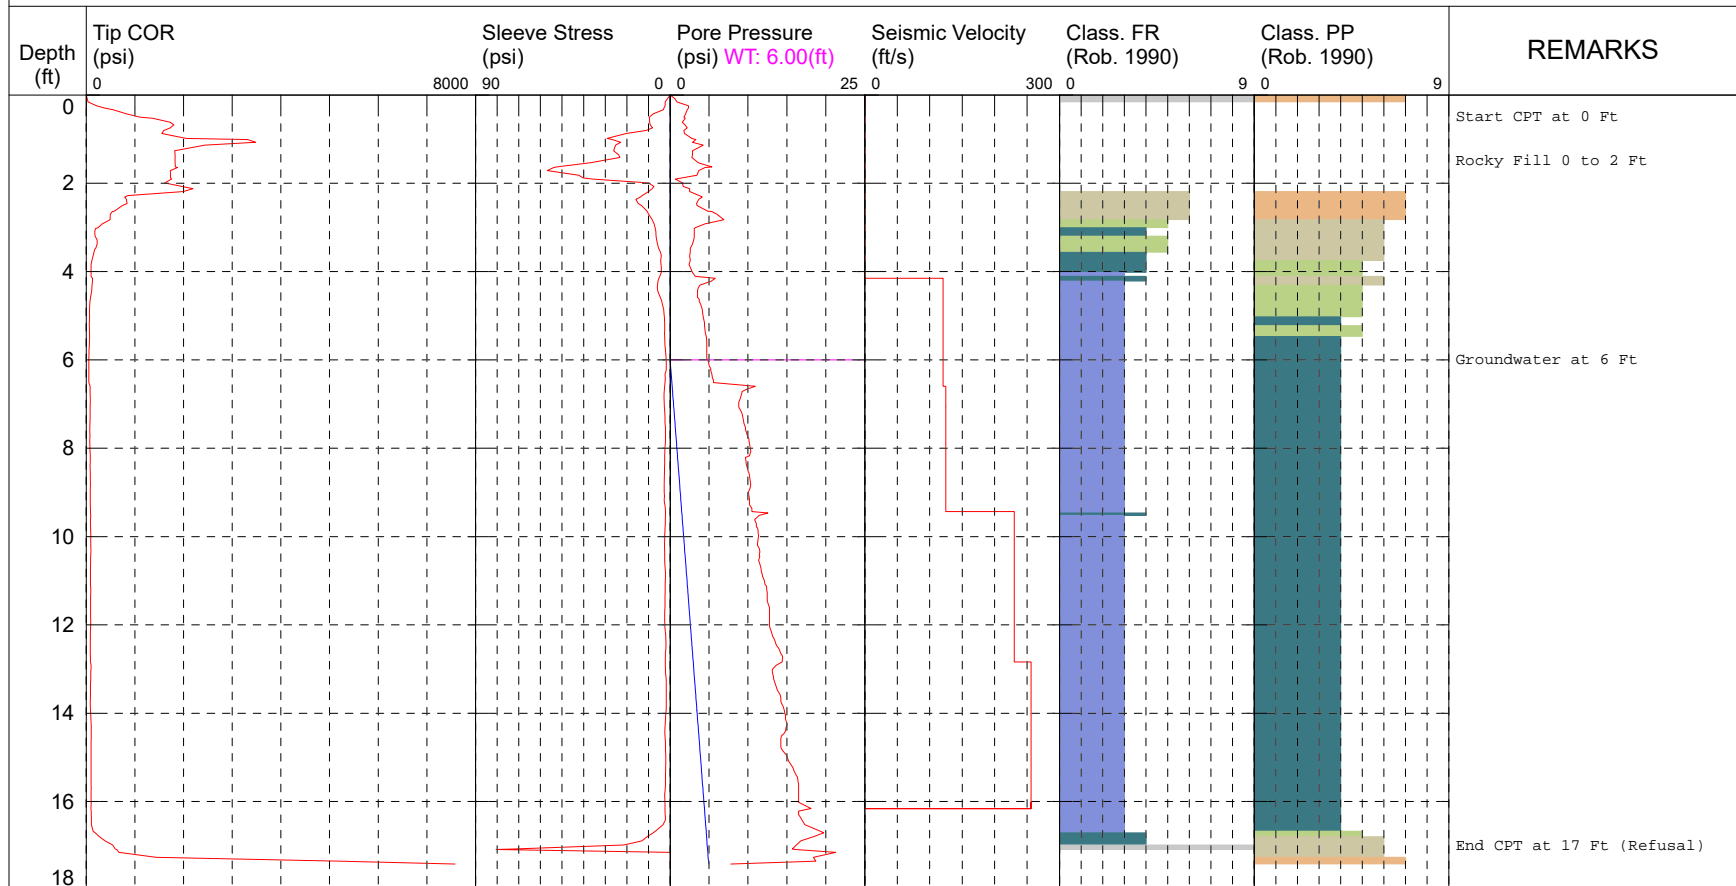 Depth
(ft)
Tip COR
(psi)
0 8000
Sleeve Stress
(psi)
90 0
Pore Pressure
(psi) WT: 6.00(ft)
0 25
Seismic Velocity
(ft/s)
0 300
Class. FR
(Rob. 1990)
0 9
Class. PP
(Rob. 1990)
0 9
REMARKS
0
Start CPT at 0 Ft
Rocky Fill 0 to 2 Ft
2
4
6
Groundwater at 6 Ft
8
10
12
14
16
End CPT at 17 Ft (Refusal)
18